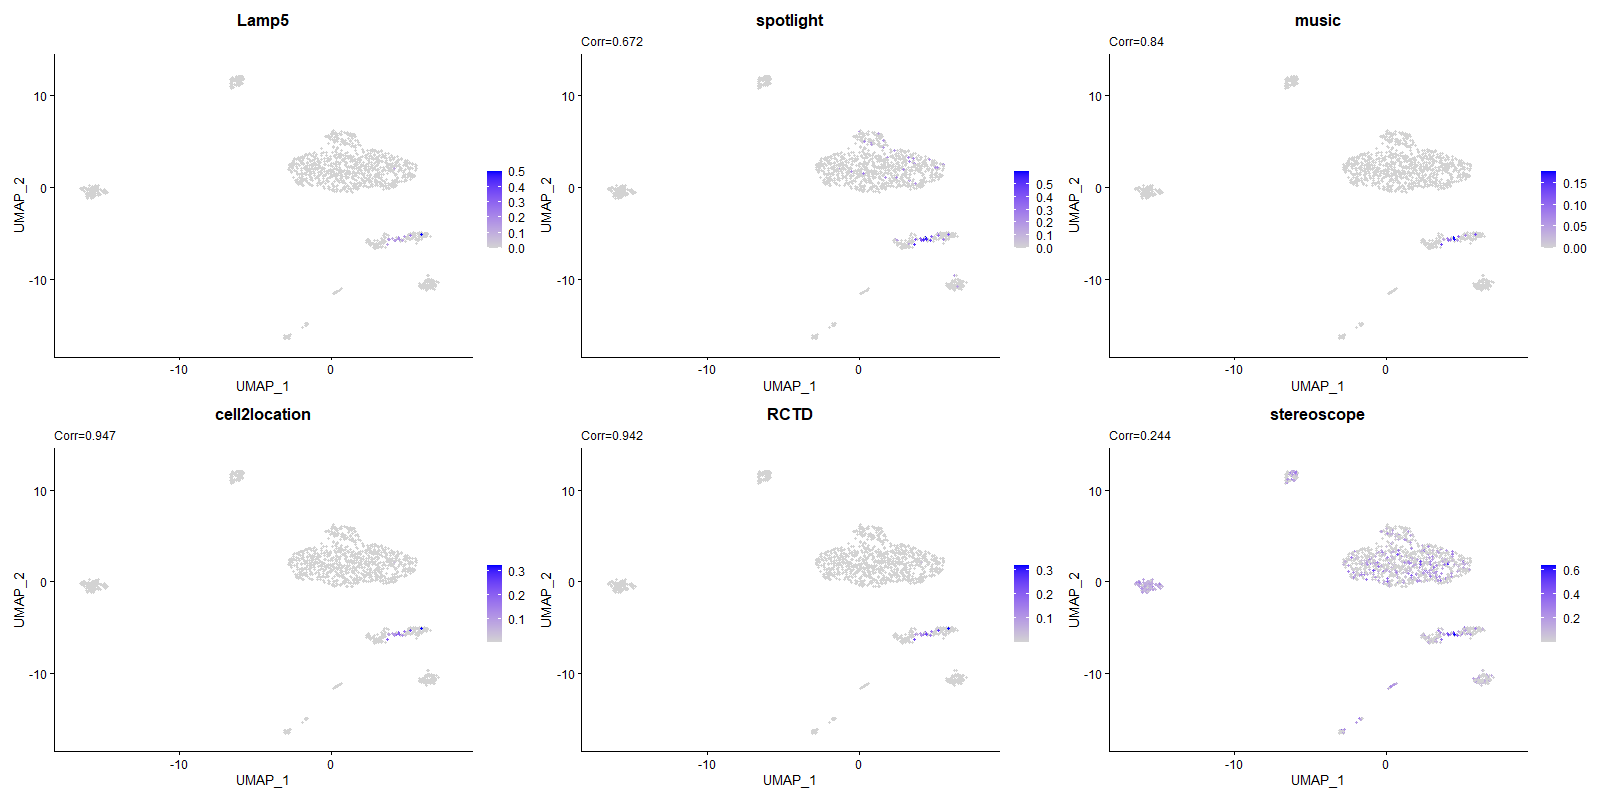 Lamp5
UMAP_2
10
0
-10
-10
0
UMAP_1
0.5
0.4
0.3
0.2
0.1
0.0
spotlight
Corr=0.672
UMAP_2
10
0
-10
-10
0
UMAP_1
0.5
0.4
0.3
0.2
0.1
0.0
music
Corr=0.84
UMAP_2
10
0
-10
-10
0
UMAP_1
0.15
0.10
0.05
0.00
cell2location
Corr=0.947
UMAP_2
10
0
-10
-10
0
UMAP_1
0.3
0.2
0.1
RCTD
Corr=0.942
UMAP_2
10
0
-10
-10
0
UMAP_1
0.3
0.2
0.1
stereoscope
Corr=0.244
UMAP_2
10
0
-10
-10
0
UMAP_1
0.6
0.4
0.2